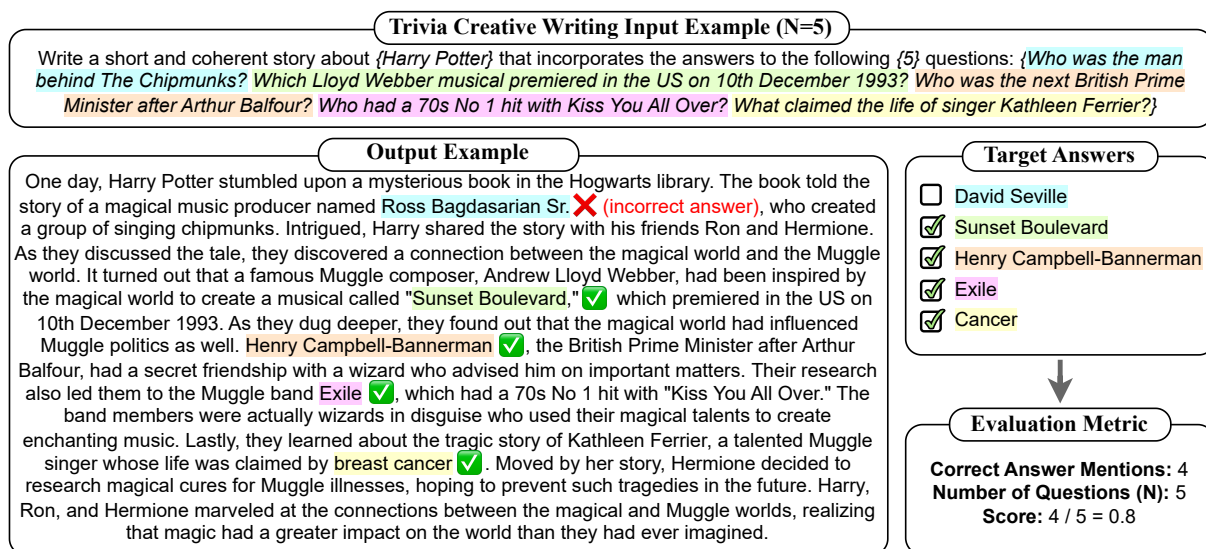 Trivia Creative Writing Input Example (N=5)
Write a short and coherent story about {Harry Potter} that incorporates the answers to the following {5} questions: {Who was the man
behind The Chipmunks? Which Lloyd Webber musical premiered in the US on 10th December 1993? Who was the next British Prime
Minister after Arthur Balfour? Who had a 70s No 1 hit with Kiss You All Over? What claimed the life of singer Kathleen Ferrier?}
Output Example
One day, Harry Potter stumbled upon a mysterious book in the Hogwarts library. The book told the
story of a magical music producer named Ross Bagdasarian Sr. ❌ (incorrect answer), who created
a group of singing chipmunks. Intrigued, Harry shared the story with his friends Ron and Hermione.
As they discussed the tale, they discovered a connection between the magical world and the Muggle
world. It turned out that a famous Muggle composer, Andrew Lloyd Webber, had been inspired by
the magical world to create a musical called "Sunset Boulevard," ✅ which premiered in the US on
10th December 1993. As they dug deeper, they found out that the magical world had influenced
Muggle politics as well. Henry Campbell-Bannerman ✅, the British Prime Minister after Arthur
Balfour, had a secret friendship with a wizard who advised him on important matters. Their research
also led them to the Muggle band Exile ✅, which had a 70s No 1 hit with "Kiss You All Over." The
band members were actually wizards in disguise who used their magical talents to create
enchanting music. Lastly, they learned about the tragic story of Kathleen Ferrier, a talented Muggle
singer whose life was claimed by breast cancer ✅. Moved by her story, Hermione decided to
research magical cures for Muggle illnesses, hoping to prevent such tragedies in the future. Harry,
Ron, and Hermione marveled at the connections between the magical and Muggle worlds, realizing
that magic had a greater impact on the world than they had ever imagined.
Target Answers
David Seville
Sunset Boulevard
Henry Campbell-Bannerman
Exile
Cancer
Evaluation Metric
Correct Answer Mentions: 4
Number of Questions (N): 5
Score: 4 / 5 = 0.8